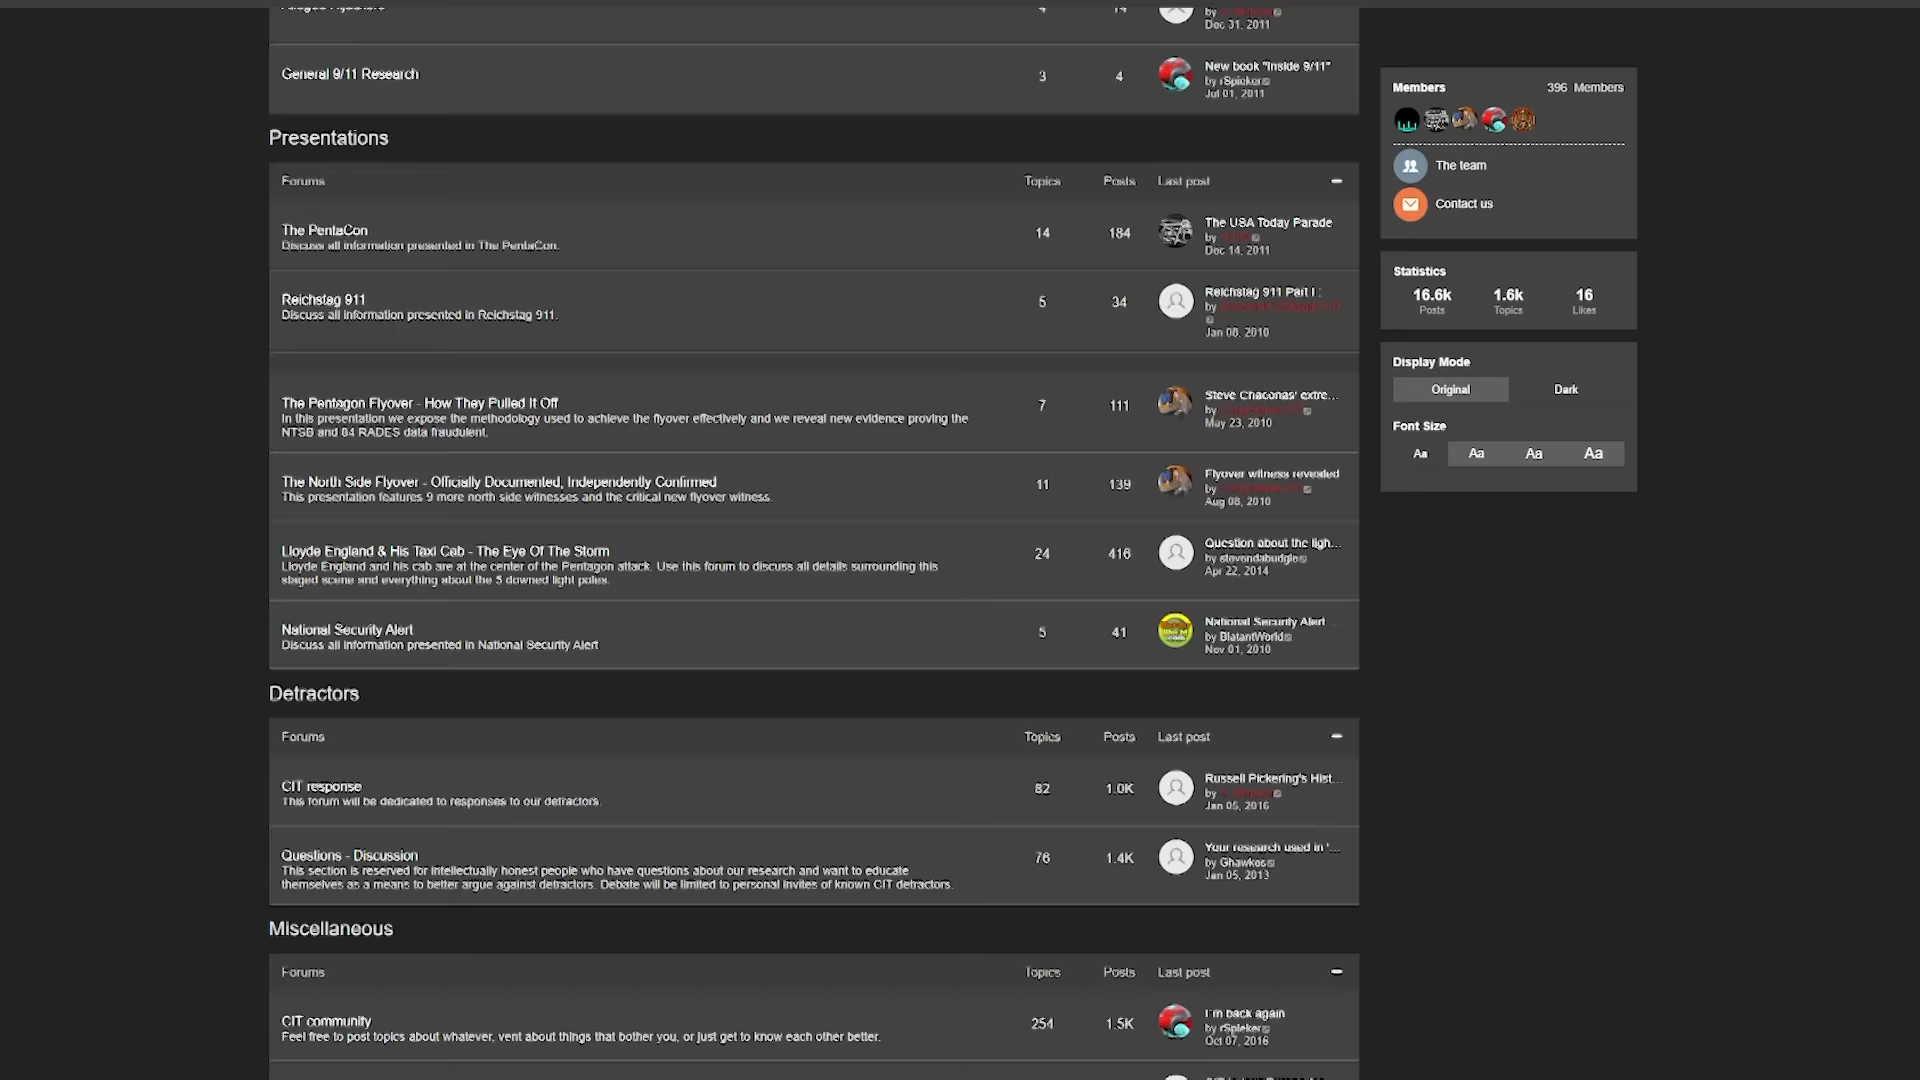 Doc 31, 2011
General 9/11 Research
3
4
New book "Inside 9/11"
by rSpicker
Jul 01, 2011
Presentations
Forums
Topics
Posts
Last post
The PentaCon
Discuss all information presented in The PentaCon.
14
184
The USA Today Parade
by
Dec 14, 2011
Reichstag 911
Discuss all information presented in Reichstag 911.
5
34
Reichstag 911 Part I :
by
Jan 08, 2010
The Pentagon Flyover - How They Pulled It Off
In this presentation we expose the methodology used to achieve the flyover effectively and we reveal new evidence proving the
NTSB and 84 RADES data fraudulent.
7
111
Steve Chaconas' extre...
by
May 23, 2010
The North Side Flyover - Officially Documented, Independently Confirmed
This presentation features 9 more north side witnesses and the critical new flyover witness.
11
139
Flyover witness revealed
by
Aug 08, 2010
Lloyde England & His Taxi Cab - The Eye Of The Storm
Lloyde England and his cab are at the center of the Pentagon attack. Use this forum to discuss all details surrounding this
staged scene and everything about the 5 downed light poles.
24
416
Question about the ligh...
by
Apr 22, 2014
National Security Alert
Discuss all information presented in National Security Alert
5
41
National Security Alert ...
by BlatantWorld
Nov 01, 2010
Detractors
Forums
Topics
Posts
Last post
CIT response
This forum will be dedicated to responses to our detractors.
82
1.0K
Russell Pickering's Hist...
by
Jan 05, 2016
Questions - Discussion
This section is reserved for intellectually honest people who have questions about our research and want to educate
themselves as a means to better argue against detractors. Debate will be limited to personal invites of known CIT detractors.
76
1.4K
Your research used in '...
by Ghawkos
Jan 05, 2013
Miscellaneous
Forums
Topics
Posts
Last post
CIT community
Feel free to post topics about whatever, vent about things that bother you, or just get to know each other better.
254
1.5K
I'm back again
by rSpieker
Oct 07, 2016
Members
396 Members
The team
Contact us
Statistics
16.6k
1.6k
16
Posts
Topics
Likes
Display Mode
Original
Dark
Font Size
Aa
Aa
Aa
Aa